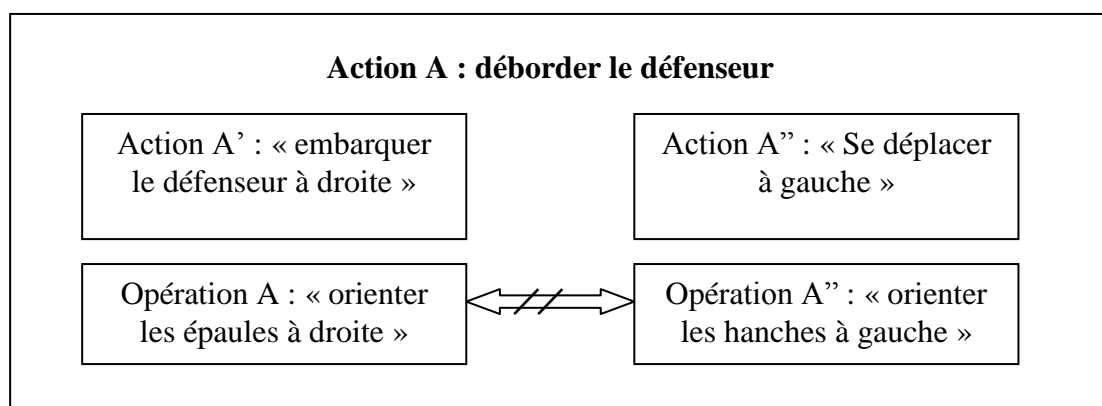 Action A : déborder le défenseur
Action A’ : « embarquer
le défenseur à droite »
Action A” : « Se déplacer
à gauche »
Opération A : « orienter
les épaules à droite »
Opération A” : « orienter
les hanches à gauche »